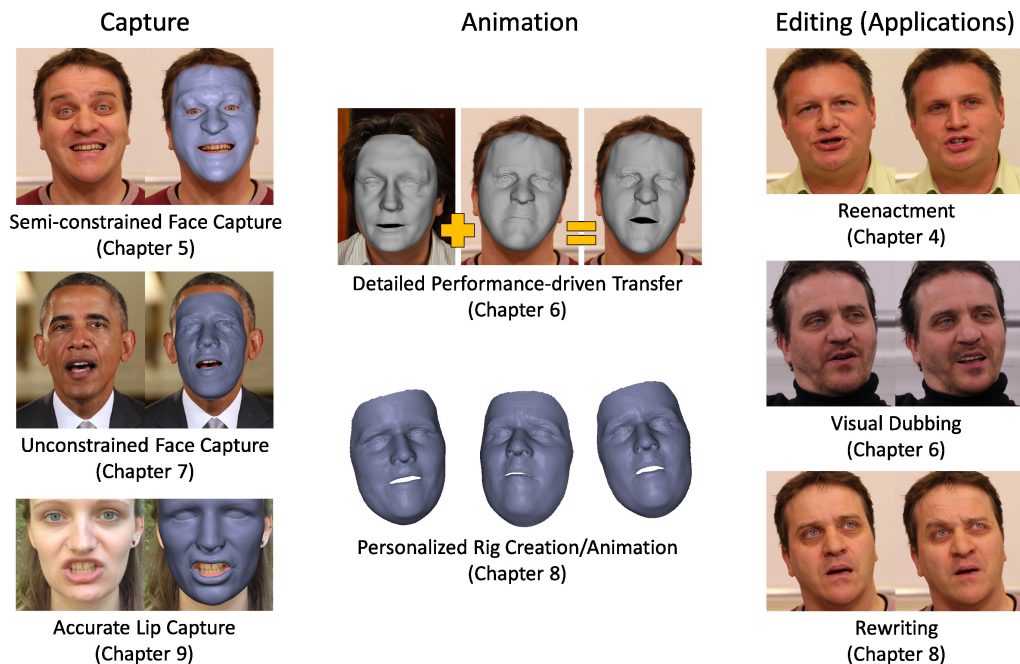 Capture
Semi-constrained Face Capture
(Chapter 5)
Unconstrained Face Capture
(Chapter 7)
Accurate Lip Capture
(Chapter 9)
Animation
Detailed Performance-driven Transfer
(Chapter 6)
Personalized Rig Creation/Animation
(Chapter 8)
Editing (Applications)
Reenactment
(Chapter 4)
Visual Dubbing
(Chapter 6)
Rewriting
(Chapter 8)